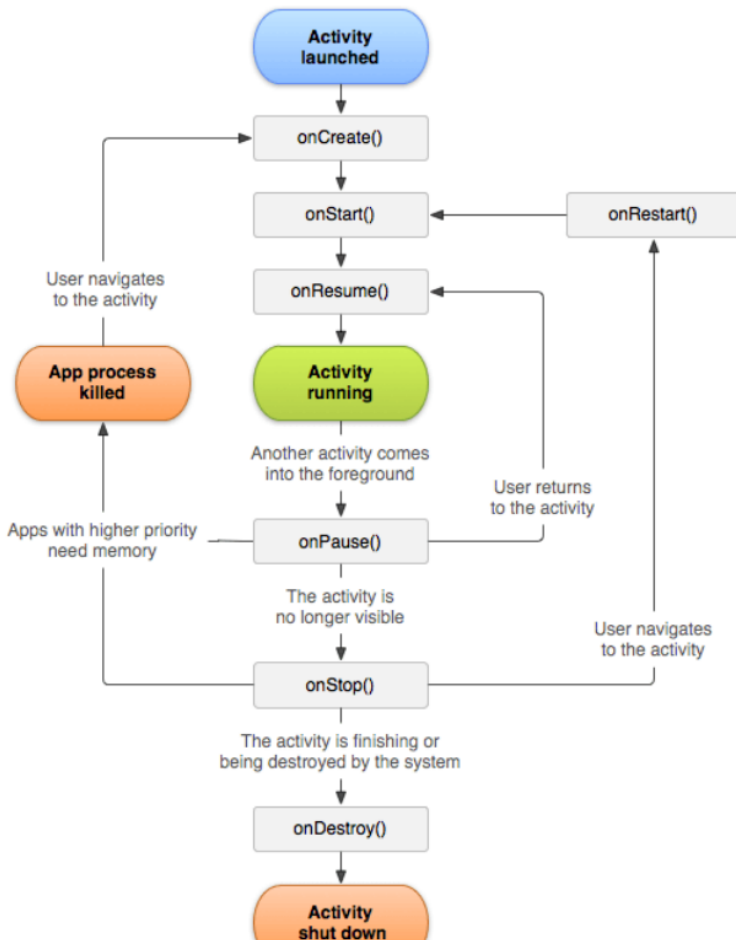 Activity
launched
onCreate()
onStart()
onRestart()
User navigates
to the activity
onResume()
App process
killed
Activity
running
Another activity comes
into the foreground
User returns
to the activity
Apps with higher priority
need memory
onPause()
The activity is
no longer visible
User navigates
to the activity
onStop()
The activity is finishing or
being destroyed by the system
onDestroy()
Activity
shut down